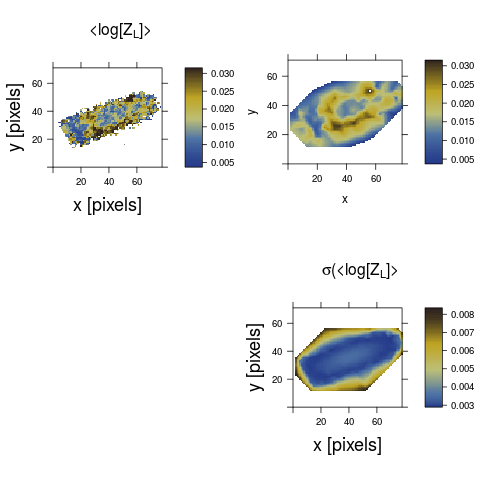 <log[Z_L]>
60
40
20
y [pixels]
20 40 60
x [pixels]
0.030
0.025
0.020
0.015
0.010
0.005
60
40
20
y
20 40 60
x
0.030
0.025
0.020
0.015
0.010
0.005
σ(<log[Z_L]>
60
40
20
y [pixels]
20 40 60
x [pixels]
0.008
0.007
0.006
0.005
0.004
0.003